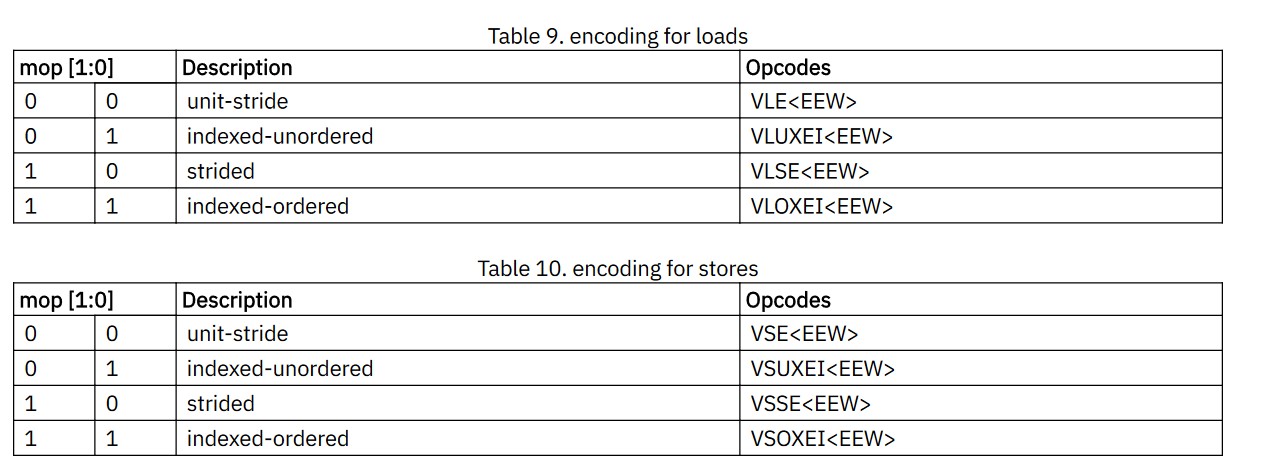 Table 9. encoding for loads
mop [1:0] Description Opcodes
0 0 unit-stride VLE<EEW>
0 1 indexed-unordered VLUXEI<EEW>
1 0 strided VLSE<EEW>
1 1 indexed-ordered VLOXEI<EEW>
Table 10. encoding for stores
mop [1:0] Description Opcodes
0 0 unit-stride VSE<EEW>
0 1 indexed-unordered VSUXEI<EEW>
1 0 strided VSSE<EEW>
1 1 indexed-ordered VSOXEI<EEW>